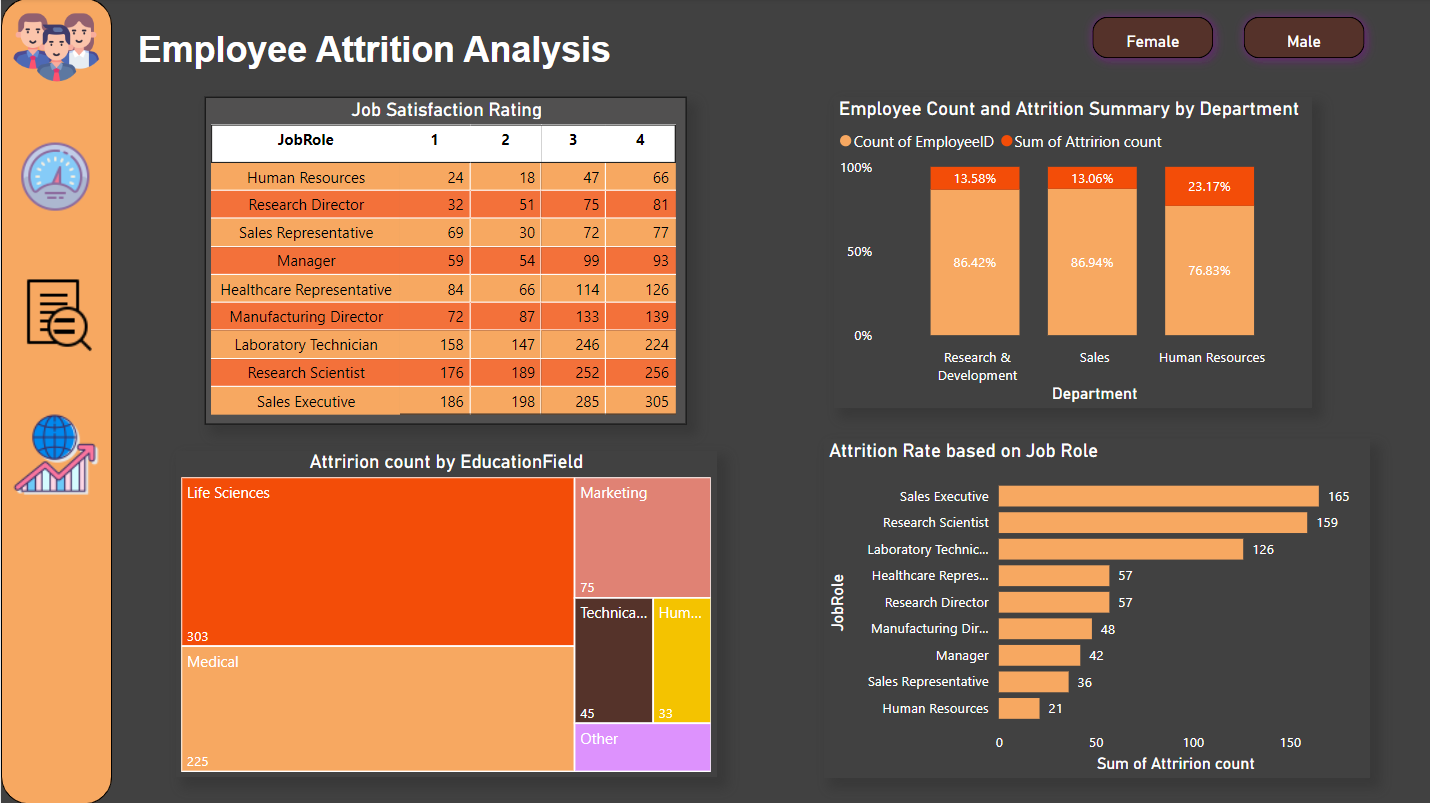 Employee Attrition Analysis
Female
Male
Job Satisfaction Rating
JobRole 1 2 3 4
Human Resources 24 18 47 66
Research Director 32 51 75 81
Sales Representative 69 30 72 77
Manager 59 54 99 93
Healthcare Representative 84 66 114 126
Manufacturing Director 72 87 133 139
Laboratory Technician 158 147 246 224
Research Scientist 176 189 252 256
Sales Executive 186 198 285 305
Employee Count and Attrition Summary by Department
Count of EmployeeID Sum of Attririon count
100%
50%
0%
13.58% 13.06% 23.17%
86.42% 86.94% 76.83%
Research &
Development
Sales
Human Resources
Department
Attririon count by EducationField
Life Sciences
303
Medical
225
Marketing
75
Technica...
45
Hum...
33
Other
Attrition Rate based on Job Role
JobRole
Sales Executive 165
Research Scientist 159
Laboratory Technic... 126
Healthcare Repres... 57
Research Director 57
Manufacturing Dir... 48
Manager 42
Sales Representative 36
Human Resources 21
0 50 100 150
Sum of Attririon count